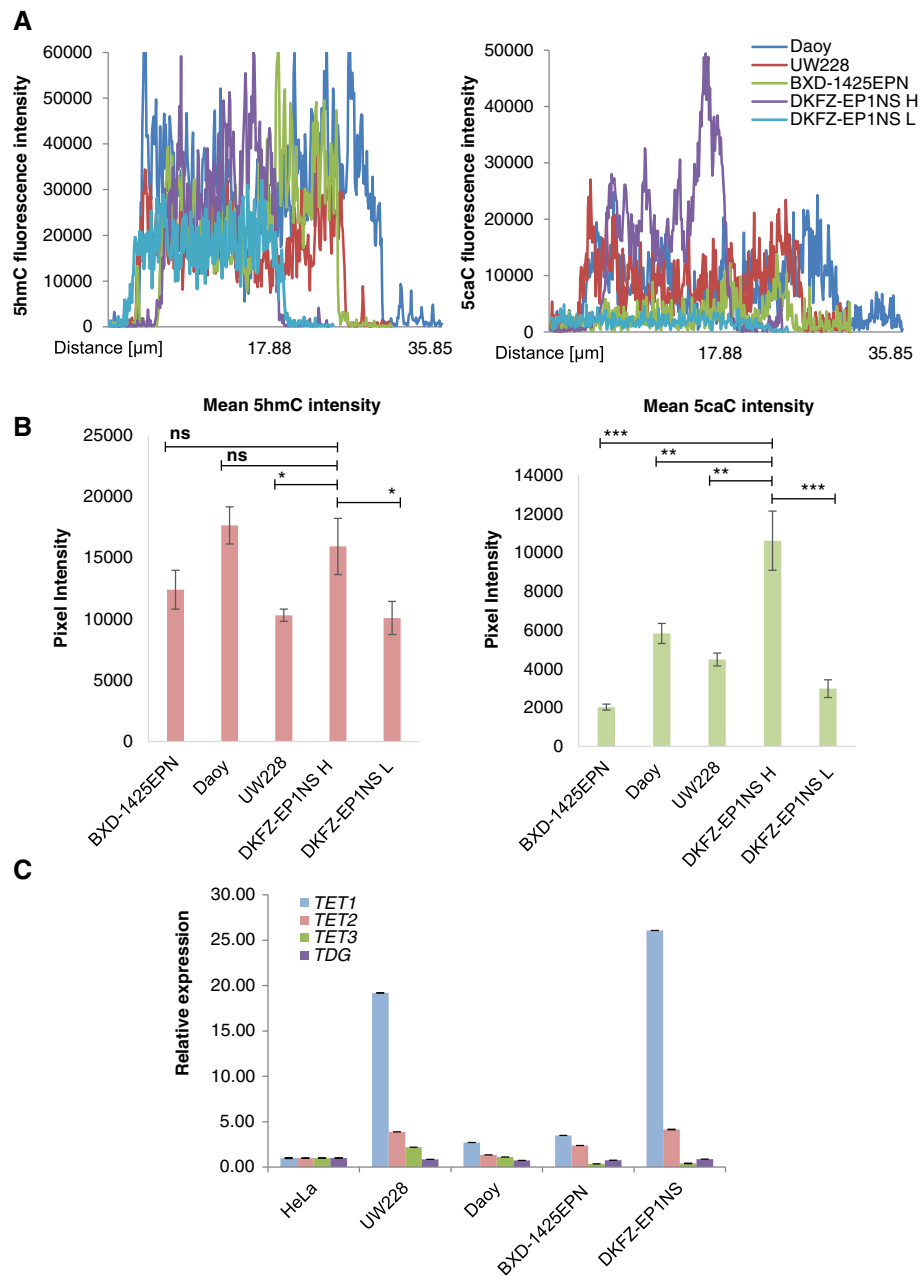 A
60000
50000
40000
30000
20000
10000
0
5hmC fluorescence intensity
Distance [µm]
17.88
35.85
50000
40000
30000
20000
10000
0
5caC fluorescence intensity
Distance [µm]
17.88
35.85
Daoy
UW228
BXD-1425EPN
DKFZ-EP1NS H
DKFZ-EP1NS L
B
Mean 5hmC intensity
25000
20000
15000
10000
5000
0
Pixel Intensity
ns
ns
*
*
BXD-1425EPN
Daoy
UW228
DKFZ-EP1NS H
DKFZ-EP1NS L
Mean 5caC intensity
14000
12000
10000
8000
6000
4000
2000
0
Pixel Intensity
***
**
**
***
BXD-1425EPN
Daoy
UW228
DKFZ-EP1NS H
DKFZ-EP1NS L
C
30.00
25.00
20.00
15.00
10.00
5.00
0.00
Relative expression
TET1
TET2
TET3
TDG
HeLa
UW228
Daoy
BXD-1425EPN
DKFZ-EP1NS